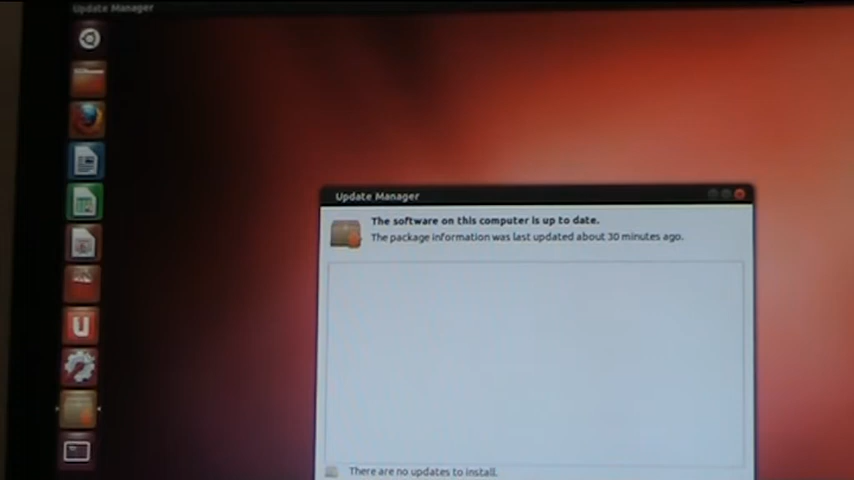 Update Manager
Update Manager
The software on this computer is up to date.
The package information was last updated about 30 minutes ago.
There are no updates to install.
U